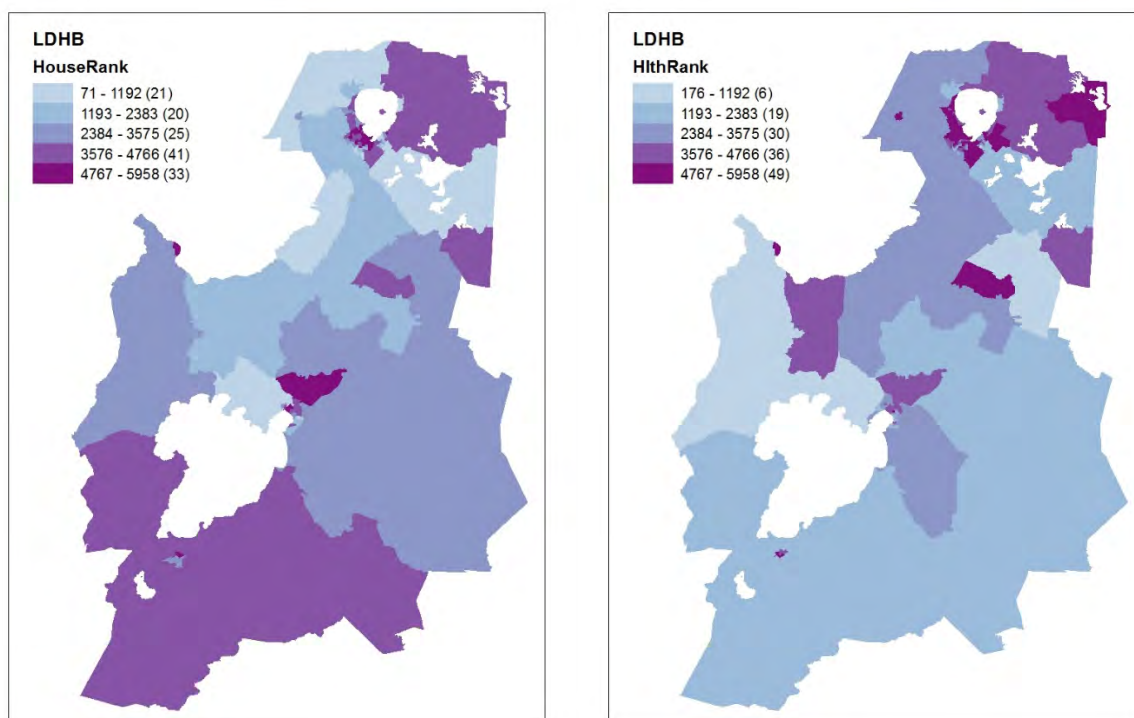 LDHB
HouseRank
71 - 1192 (21)
1193 - 2383 (20)
2384 - 3575 (25)
3576 - 4766 (41)
4767 - 5958 (33)
LDHB
HlthRank
176 - 1192 (6)
1193 - 2383 (19)
2384 - 3575 (30)
3576 - 4766 (36)
4767 - 5958 (49)